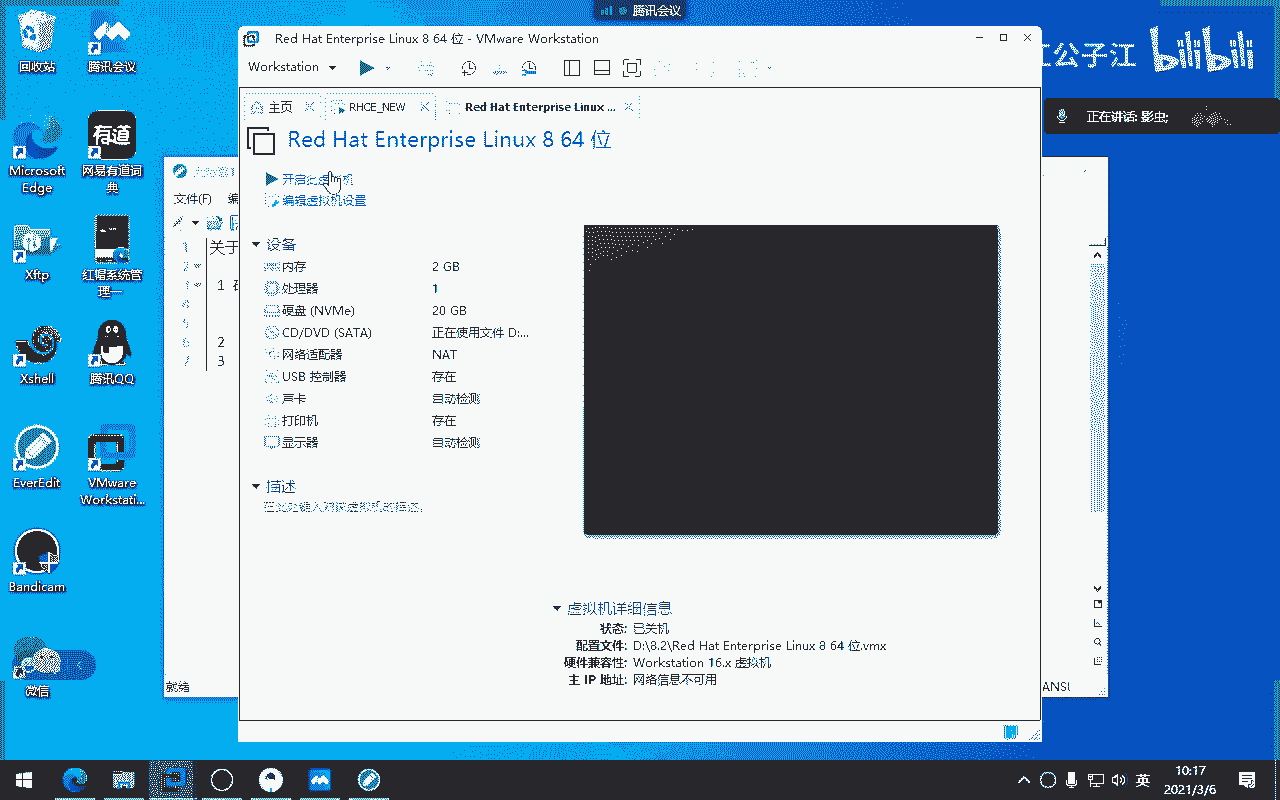 腾讯会议
江公子江
bilibili
正在讲话: 影虫;
回收站
腾讯会议
Microsoft Edge
网易有道词典
Xftp
红帽系统管理一
Xshell
腾讯QQ
EverEdit
VMware Workstati...
Bandicam
微信
Red Hat Enterprise Linux 8 64 位 - VMware Workstation
Workstation
主页
RHCE_NEW
Red Hat Enterprise Linux ...
Red Hat Enterprise Linux 8 64 位
开启此虚拟机
编辑虚拟机设置
设备
内存 2 GB
处理器 1
硬盘 (NVMe) 20 GB
CD/DVD (SATA) 正在使用文件 D:...
网络适配器 NAT
USB 控制器 存在
声卡 自动检测
打印机 存在
显示器 自动检测
描述
在此处键入对该虚拟机的描述。
虚拟机详细信息
状态: 已关机
配置文件: D:\8.2\Red Hat Enterprise Linux 8 64 位.vmx
硬件兼容性: Workstation 16.x 虚拟机
主 IP 地址: 网络信息不可用
文件(F) 编
1 关于
2
3 1
4
5
6 2
7 3
就绪
ANSI
英
10:17
2021/3/6